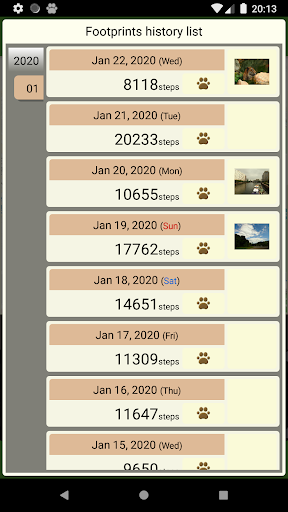 20:13
Footprints history list
2020
01
Jan 22, 2020 (Wed)
8118steps
Jan 21, 2020 (Tue)
20233steps
Jan 20, 2020 (Mon)
10655steps
Jan 19, 2020 (Sun)
17762steps
Jan 18, 2020 (Sat)
14651steps
Jan 17, 2020 (Fri)
11309steps
Jan 16, 2020 (Thu)
11647steps
Jan 15, 2020 (Wed)
9650steps